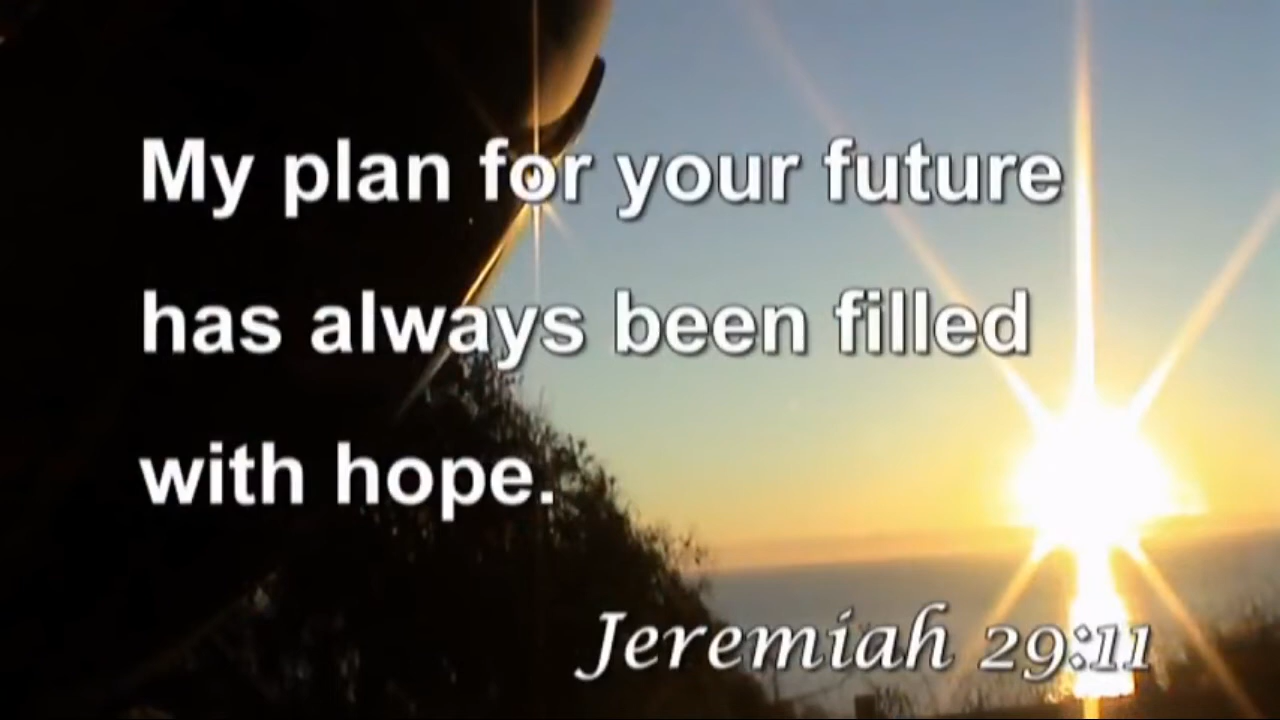 My plan for your future
has always been filled
with hope.
Jeremiah 29:11